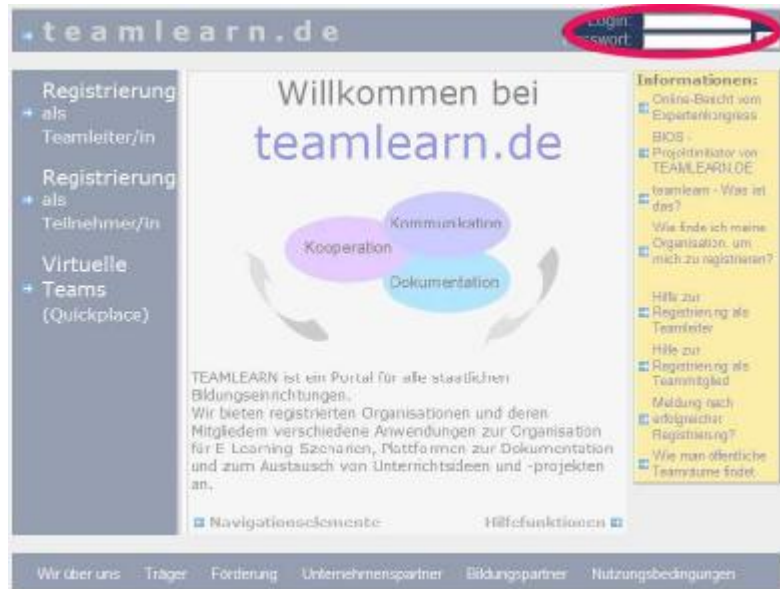 teamlearn.de
Login:
Registrierung
als
Teamleiter/in
Registrierung
als
Teilnehmer/in
Virtuelle
Teams
(Quickplace)
Willkommen bei
teamlearn.de
Kommunikation
Kooperation
Dokumentation
TEAMLEARN ist ein Portal für alle staatlichen
Bildungseinrichtungen.
Wir bieten registrierten Organisationen und deren
Mitgliedern verschiedene Anwendungen zur Organisation
für E-Learning Szenarien, Plattformen zur Dokumentation
und zum Austausch von Unterrichtsideen und -projekten
an.
Navigationselemente
Hilfefunktionen
Informationen:
Online-Bericht vom
Expertenkongress
BIOS -
Projektinitiator von
TEAMLEARN.DE
teamlearn - Was ist
das?
Wie finde ich meine
Organisation, um
mich zu registrieren?
Hilfe zur
Registrierung als
Teamleiter
Hilfe zur
Registrierung als
Teammitglied
Meldung nach
erfolgreicher
Registrierung?
Wie man öffentliche
Teamräume findet
Wir über uns
Träger
Förderung
Unternehmenspartner
Bildungspartner
Nutzungsbedingungen